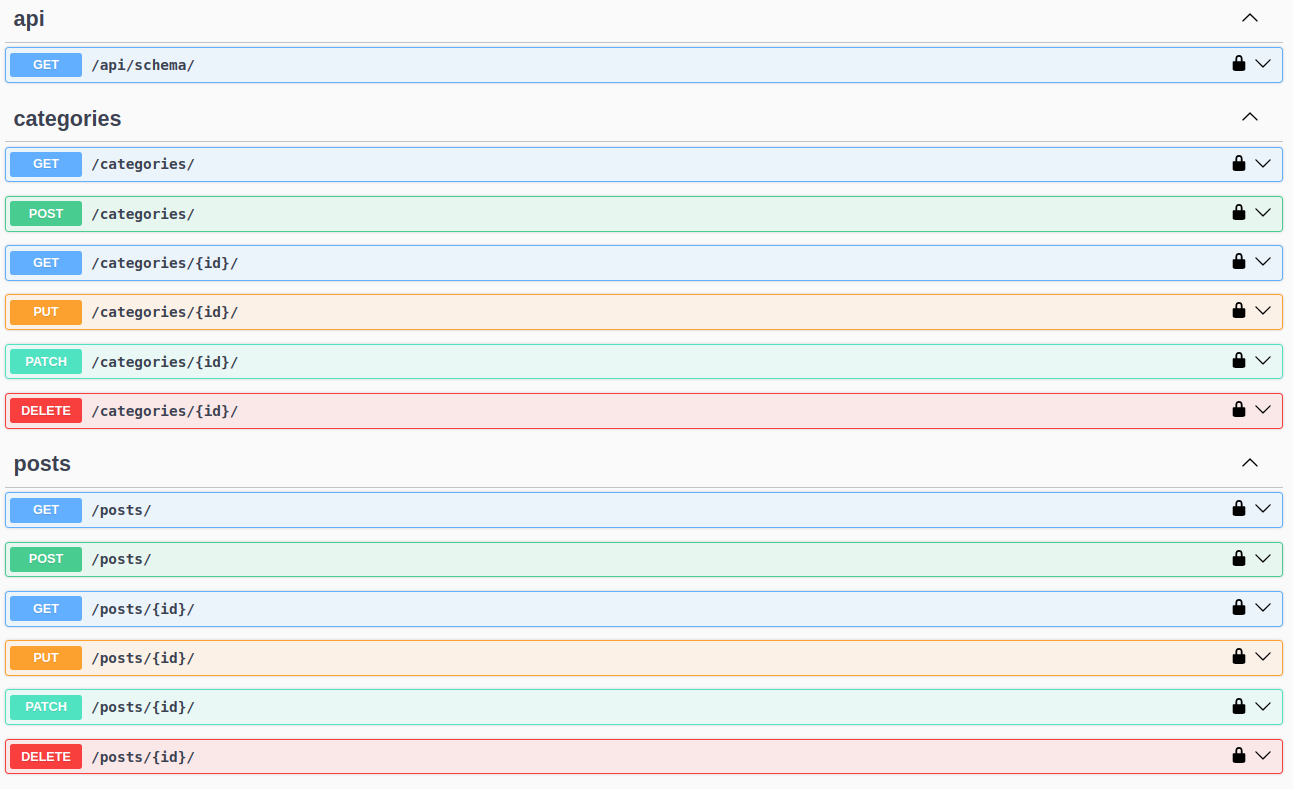 api
GET /api/schema/
categories
GET /categories/
POST /categories/
GET /categories/{id}/
PUT /categories/{id}/
PATCH /categories/{id}/
DELETE /categories/{id}/
posts
GET /posts/
POST /posts/
GET /posts/{id}/
PUT /posts/{id}/
PATCH /posts/{id}/
DELETE /posts/{id}/